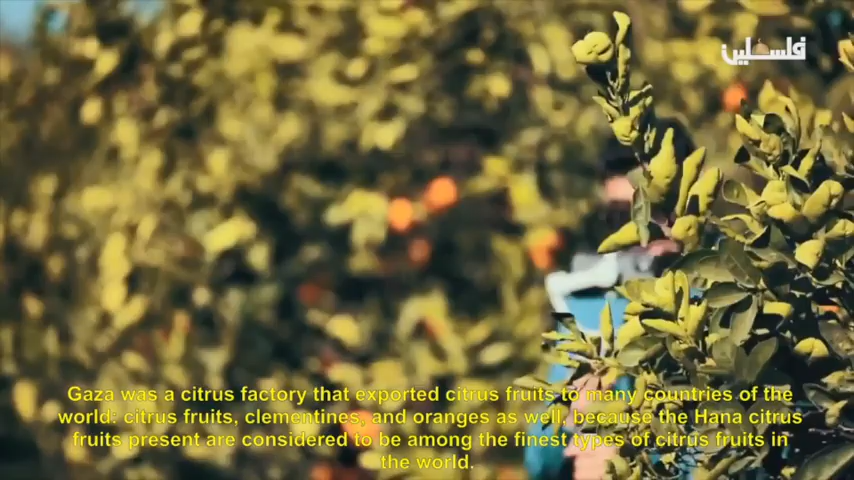 فلسطين
Gaza was a citrus factory that exported citrus fruits to many countries of the
world: citrus fruits, clementines, and oranges as well, because the Hana citrus
fruits present are considered to be among the finest types of citrus fruits in
the world.